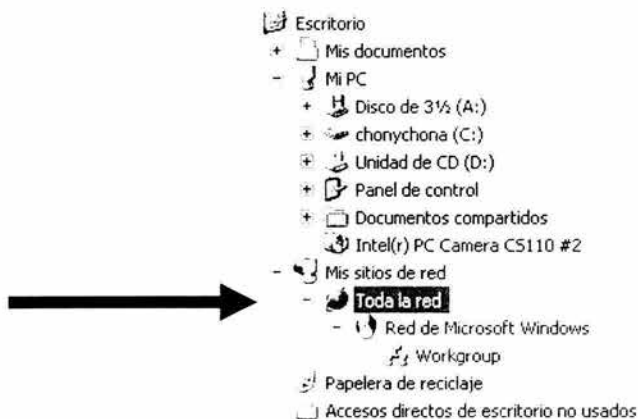 Escritorio
Mis documentos
Mi PC
Disco de 3½ (A:)
chonychona (C:)
Unidad de CD (D:)
Panel de control
Documentos compartidos
Intel(r) PC Camera CS110 #2
Mis sitios de red
Toda la red
Red de Microsoft Windows
Workgroup
Papelera de reciclaje
Accesos directos de escritorio no usados